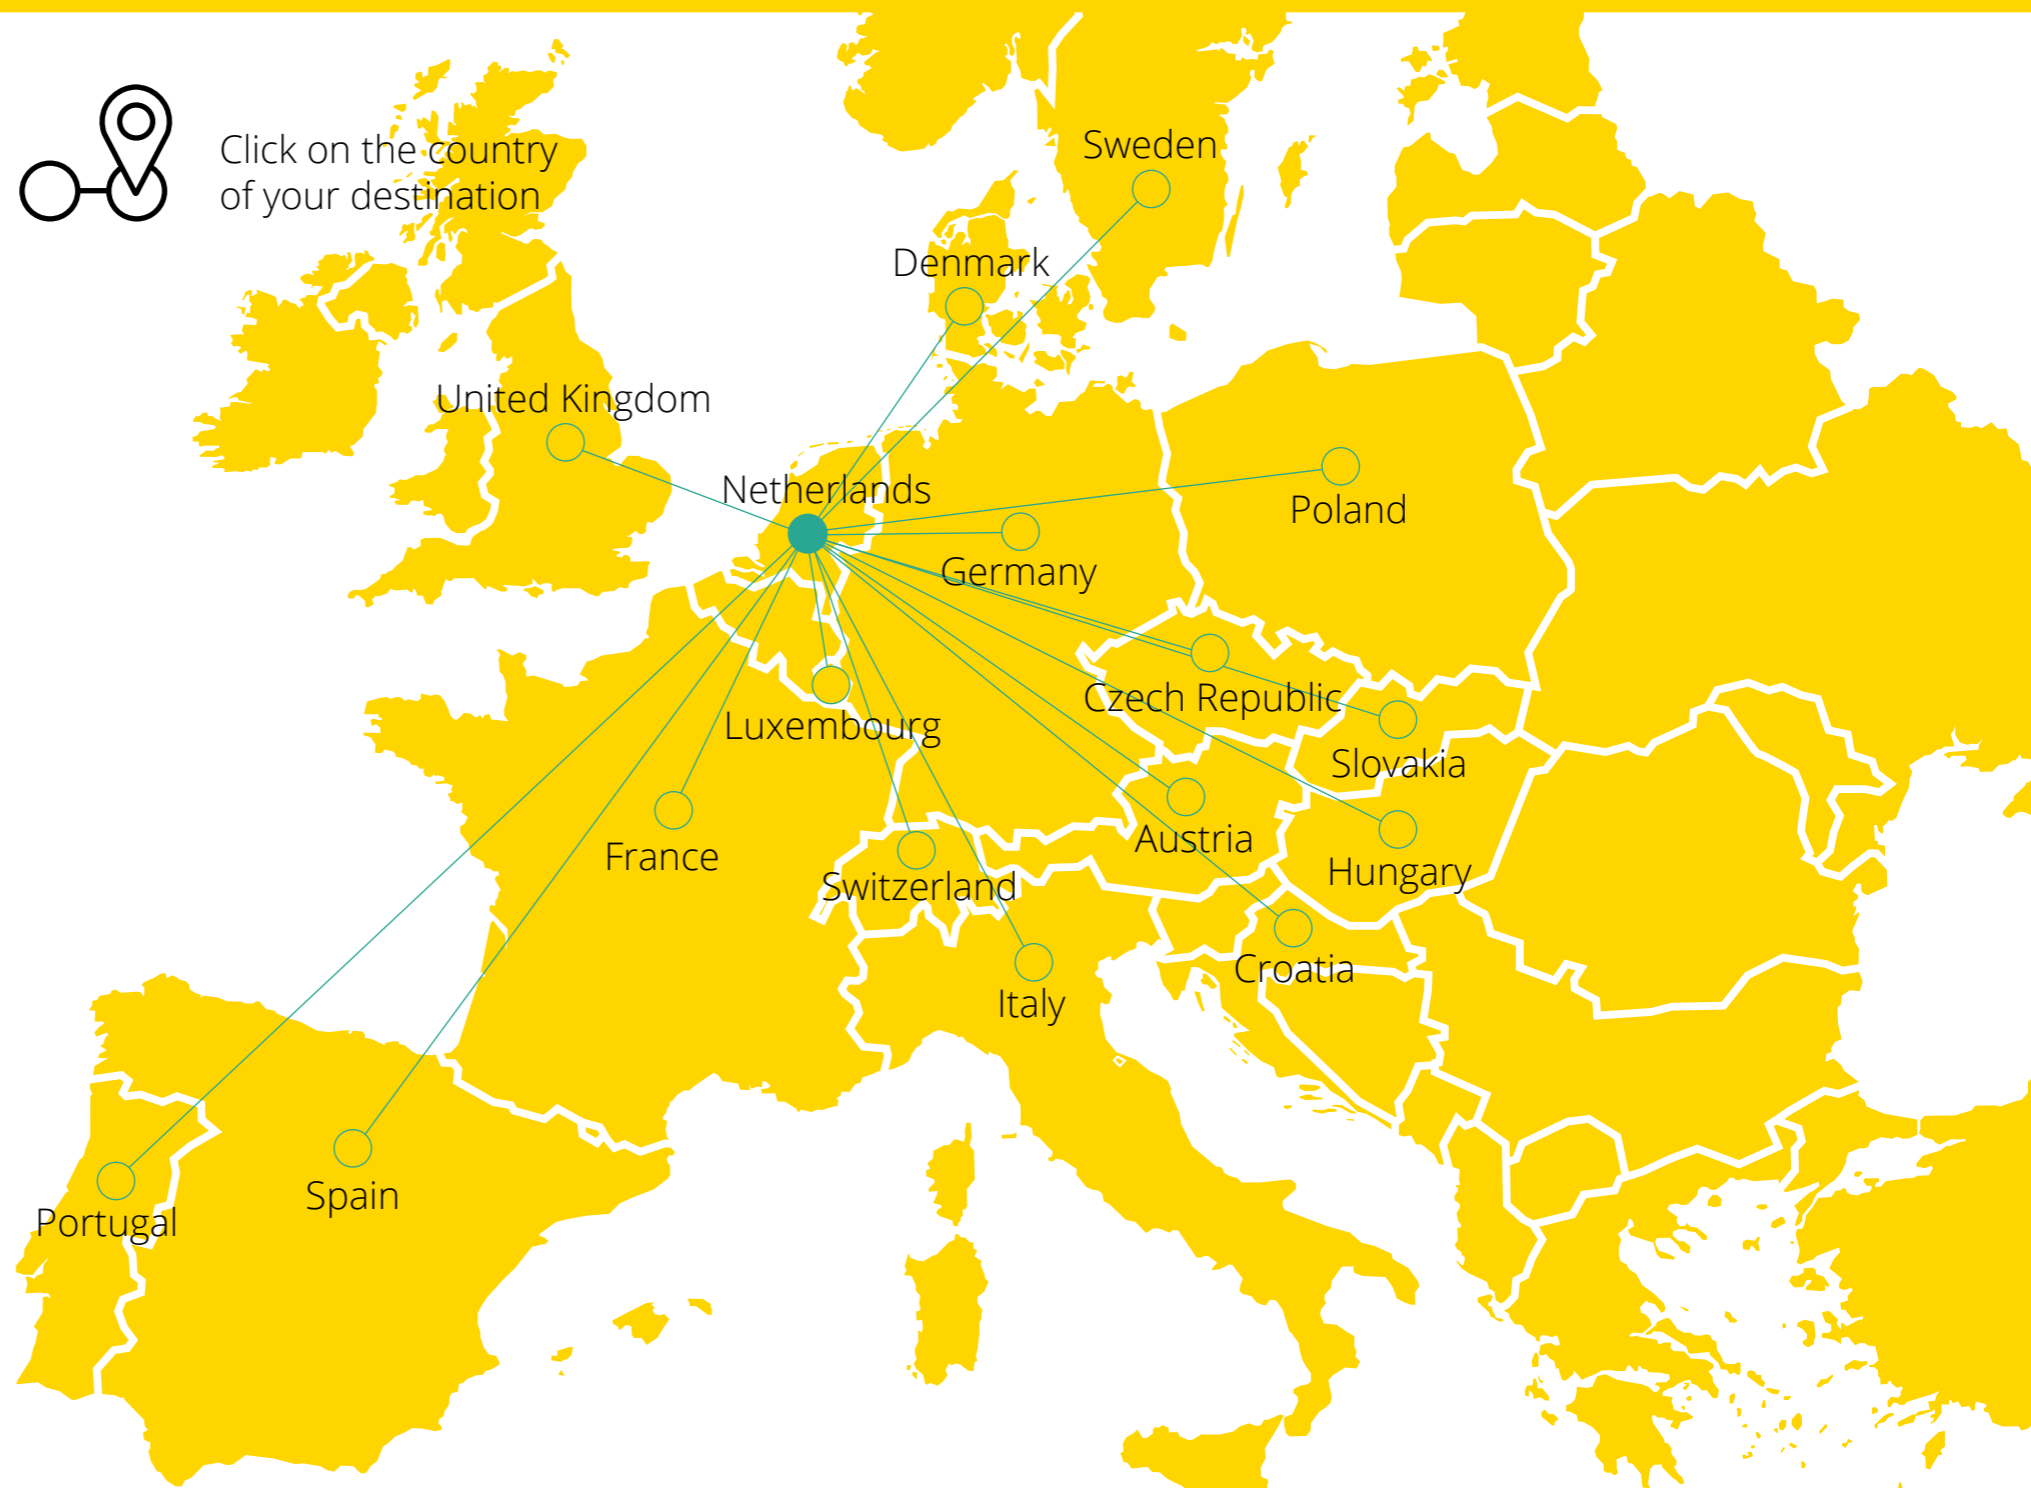 Click on the country
of your destination
Sweden
Denmark
United Kingdom
Netherlands
Poland
Germany
Czech Republic
Luxembourg
Slovakia
Austria
France
Hungary
Switzerland
Croatia
Italy
Spain
Portugal